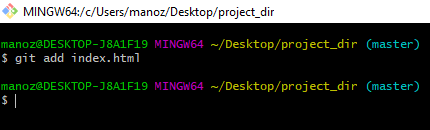 MINGW64:/c/Users/manoz/Desktop/project_dir
manoz@DESKTOP-J8A1F19 MINGW64 ~/Desktop/project_dir (master)
$ git add index.html
manoz@DESKTOP-J8A1F19 MINGW64 ~/Desktop/project_dir (master)
$